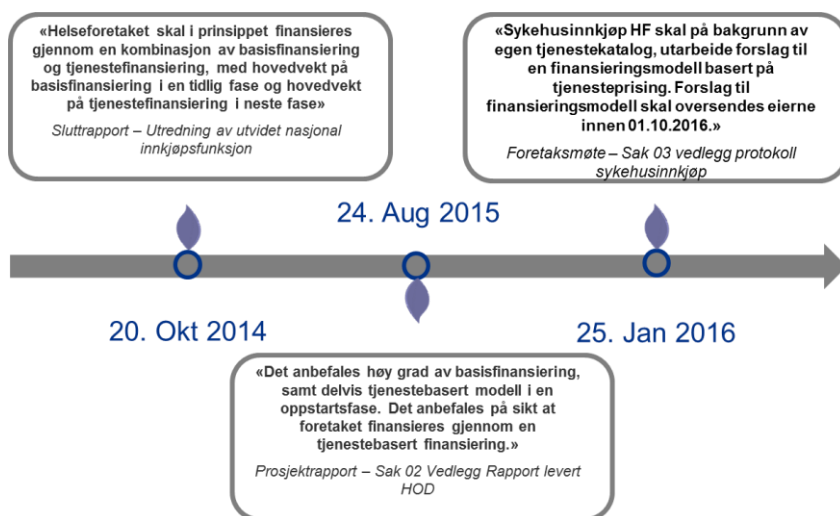 «Helseforetaket skal i prinsippet finansieres
gjennom en kombinasjon av basisfinansiering
og tjenestefinansiering, med hovedvekt på
basisfinansiering i en tidlig fase og hovedvekt
på tjenestefinansiering i neste fase»
Sluttrapport – Utredning av utvidet nasjonal
innkjøpsfunksjon
«Sykehusinnkjøp HF skal på bakgrunn av
egen tjenestekatalog, utarbeide forslag til
en finansieringsmodell basert på
tjenesteprising. Forslag til
finansieringsmodell skal oversendes eierne
innen 01.10.2016.»
Foretaksmøte – Sak 03 vedlegg protokoll
sykehusinnkjøp
24. Aug 2015
20. Okt 2014
25. Jan 2016
«Det anbefales høy grad av basisfinansiering,
samt delvis tjenestebasert modell i en
oppstartsfase. Det anbefales på sikt at
foretaket finansieres gjennom en
tjenestebasert finansiering.»
Prosjektrapport – Sak 02 Vedlegg Rapport levert
HOD